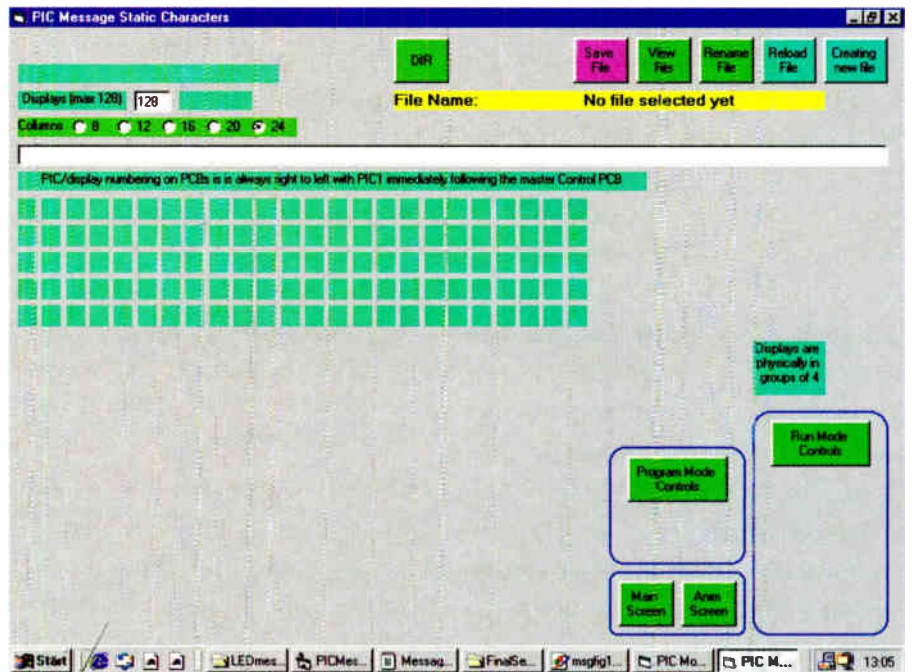 PIC Message Static Characters
DIR
Save File
View Files
Rename File
Reload File
Creating new file
Displays (max 128) 128
File Name: No file selected yet
Columns 8 12 16 20 24
PIC/display numbering on PCBs is is always right to left with PIC1 immediately following the master Control PCB
Displays are
physically in
groups of 4
Run Mode
Controls
Program Mode
Controls
Main
Screen
Anim
Screen
Start LEDmes... PICMes... Messag... FinalSe... msgfig1... PIC Mo... PIC M... 13:05